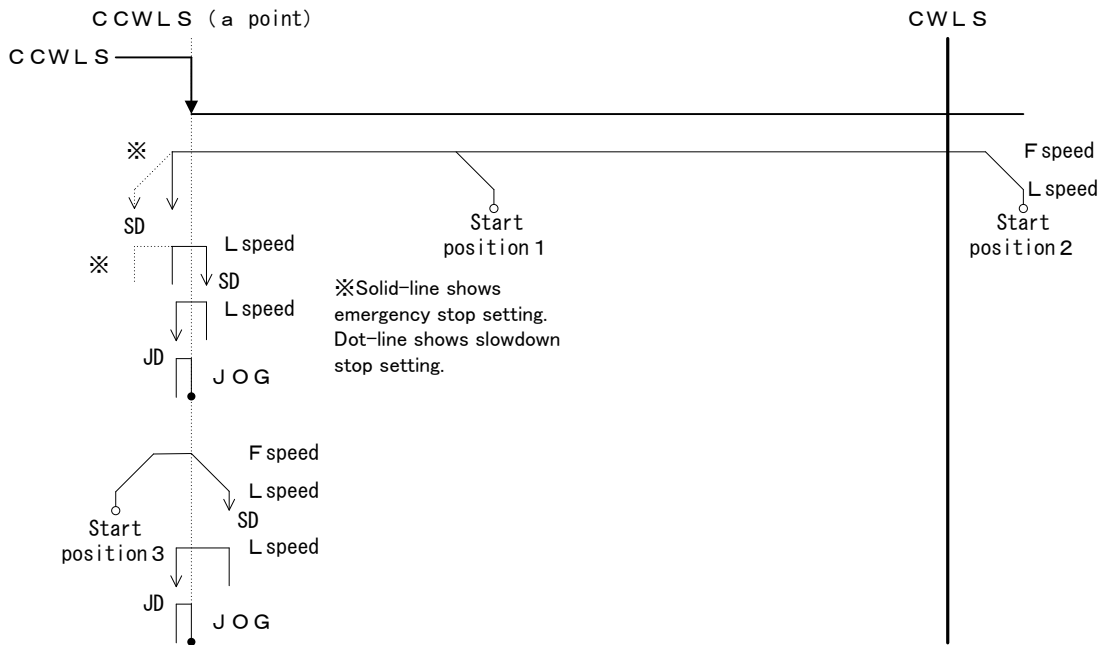 ＣＣＷＬＳ (a point)
ＣＷＬＳ
ＣＣＷＬＳ
※
Ｆ speed
Ｌ speed
SD
Start
position 1
Start
position 2
Ｌ speed
※
SD
※Solid-line shows
emergency stop setting.
Dot-line shows slowdown
stop setting.
Ｌ speed
JD
ＪＯＧ
Ｆ speed
Ｌ speed
SD
Start
position 3
Ｌ speed
JD
ＪＯＧ